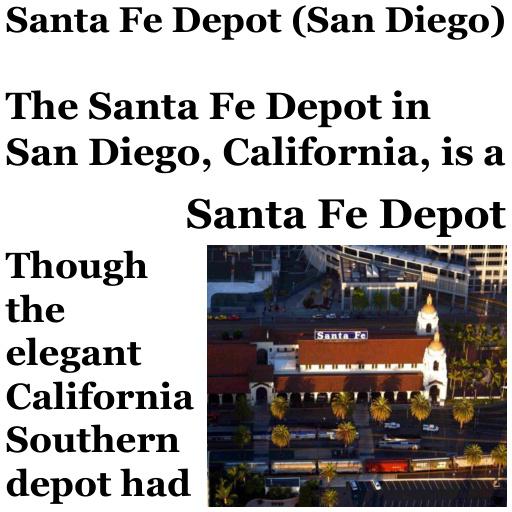 Santa Fe Depot (San Diego)
The Santa Fe Depot in
San Diego, California, is a
Santa Fe Depot
Though
the
elegant
California
Southern
depot had
Santa Fe